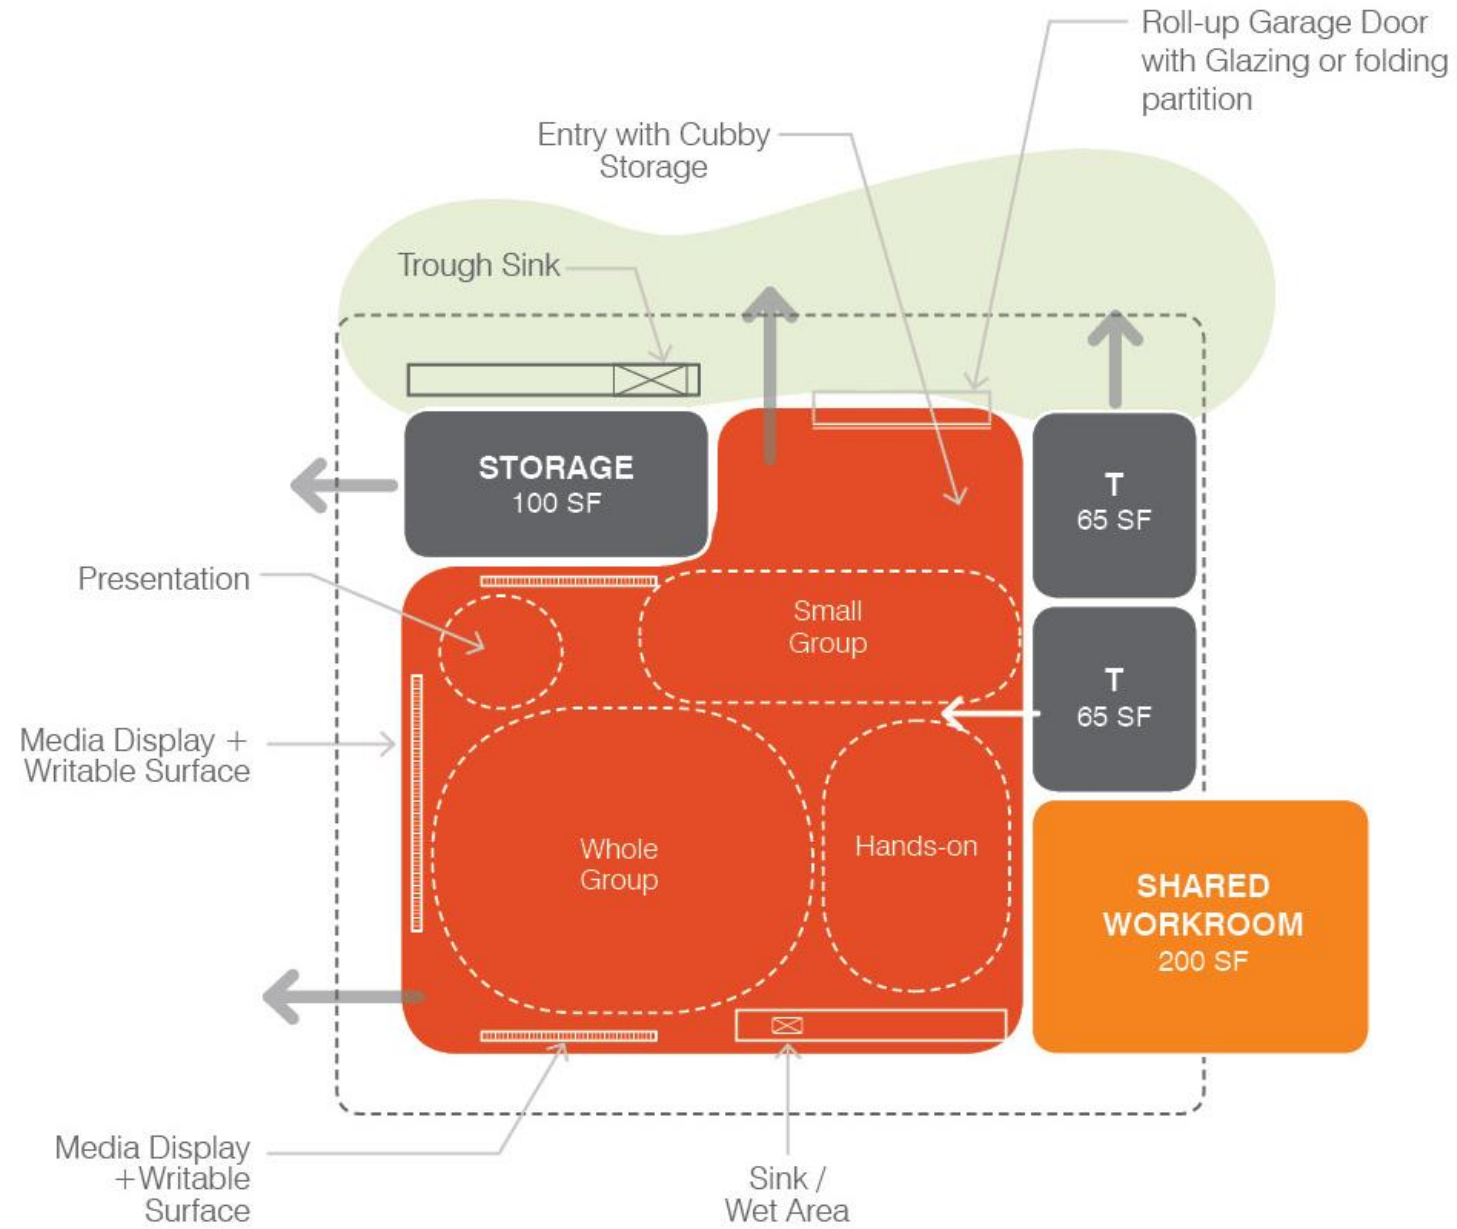 Roll-up Garage Door
with Glazing or folding
partition
Entry with Cubby
Storage
Trough Sink
STORAGE
100 SF
T
65 SF
Presentation
Small
Group
T
65 SF
Media Display +
Writable Surface
Whole
Group
Hands-on
SHARED
WORKROOM
200 SF
Media Display
+Writable
Surface
Sink /
Wet Area